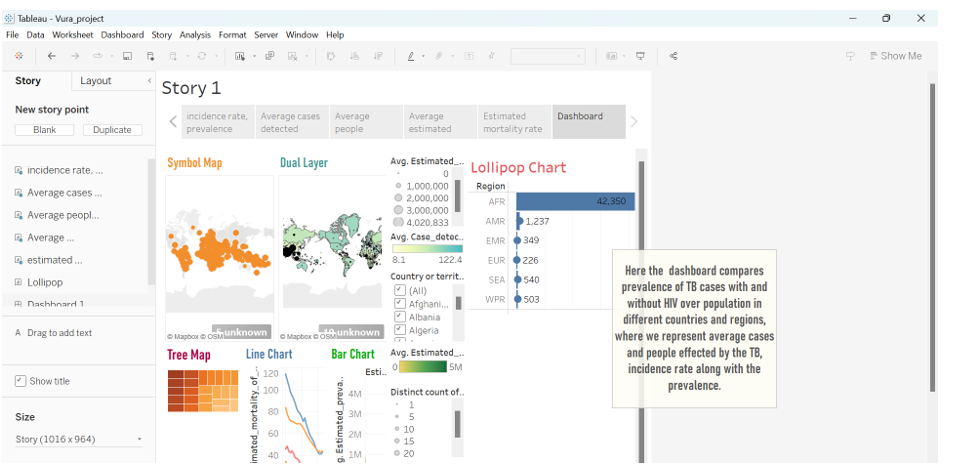 Tableau - Vura_project
File Data Worksheet Dashboard Story Analysis Format Server Window Help
Show Me
Story
Layout
New story point
Blank
Duplicate
incidence rate, ...
Average cases ...
Average peopl...
Average ...
estimated ...
Lollipop
Dashboard 1
A Drag to add text
Show title
Size
Story (1016 x 964)
Story 1
incidence rate,
prevalence
Average cases
detected
Average
people
Average
estimated
Estimated
mortality rate
Dashboard
Symbol Map
5 unknown
© Mapbox © OSM
Dual Layer
10 unknown
© Mapbox © OSM
Avg. Estimated_..
0
1,000,000
2,000,000
3,000,000
4,020,833
Avg. Case_detec..
8.1 122.4
Country or territ..
(All)
Afghani...
Albania
Algeria
Lollipop Chart
Region
AFR 42,350
AMR 1,237
EMR 349
EUR 226
SEA 540
WPR 503
Here the dashboard compares
prevalence of TB cases with and
without HIV over population in
different countries and regions,
where we represent average cases
and people effected by the TB,
incidence rate along with the
prevalence.
Tree Map
Line Chart
imated_mortality_of_
120
100
80
60
40
Bar Chart
Esti..
g. Estimated_preva..
4M
3M
2M
1M
Avg. Estimated_..
0 5M
Distinct count of..
1
5
10
15
20